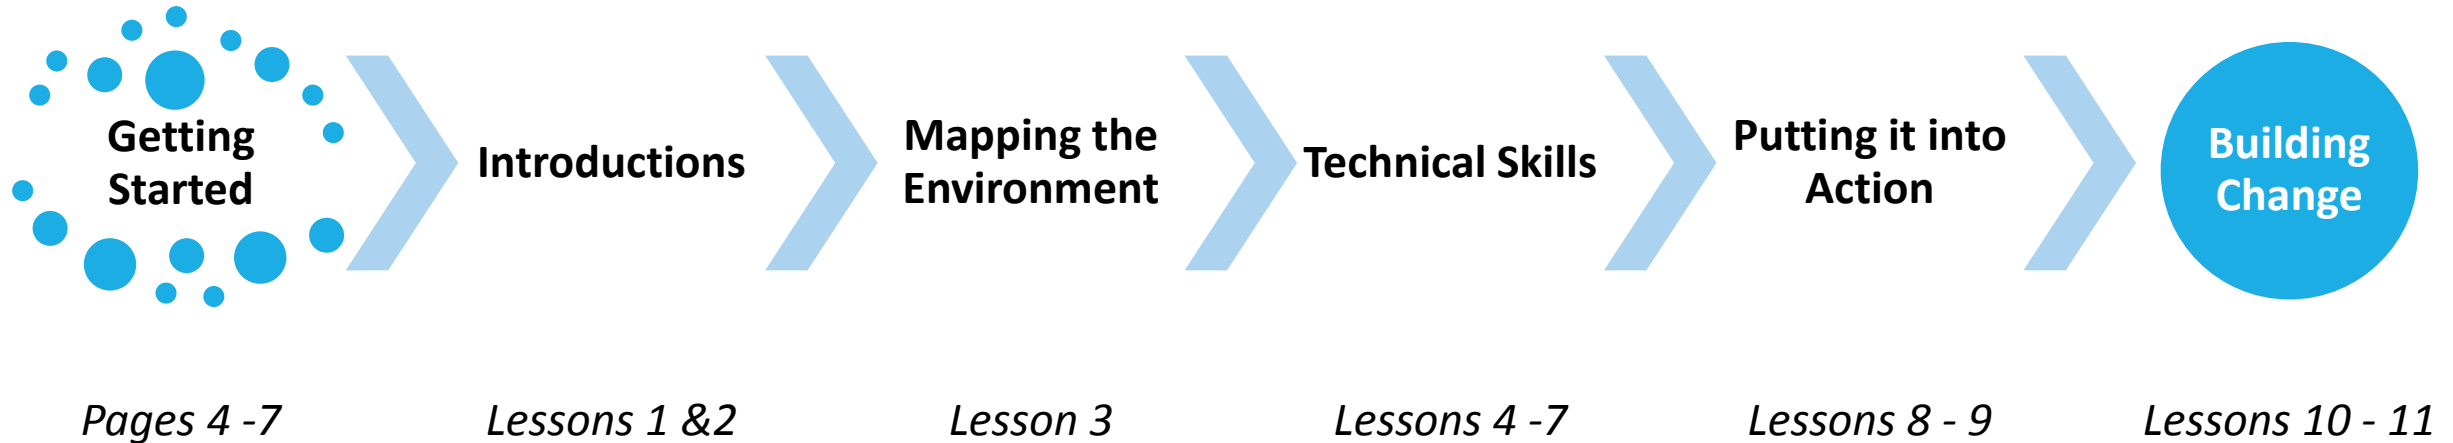 Getting
Started
Introductions
Mapping the
Environment
Technical Skills
Putting it into
Action
Building
Change
Pages 4 -7
Lessons 1 &2
Lesson 3
Lessons 4 -7
Lessons 8 - 9
Lessons 10 - 11